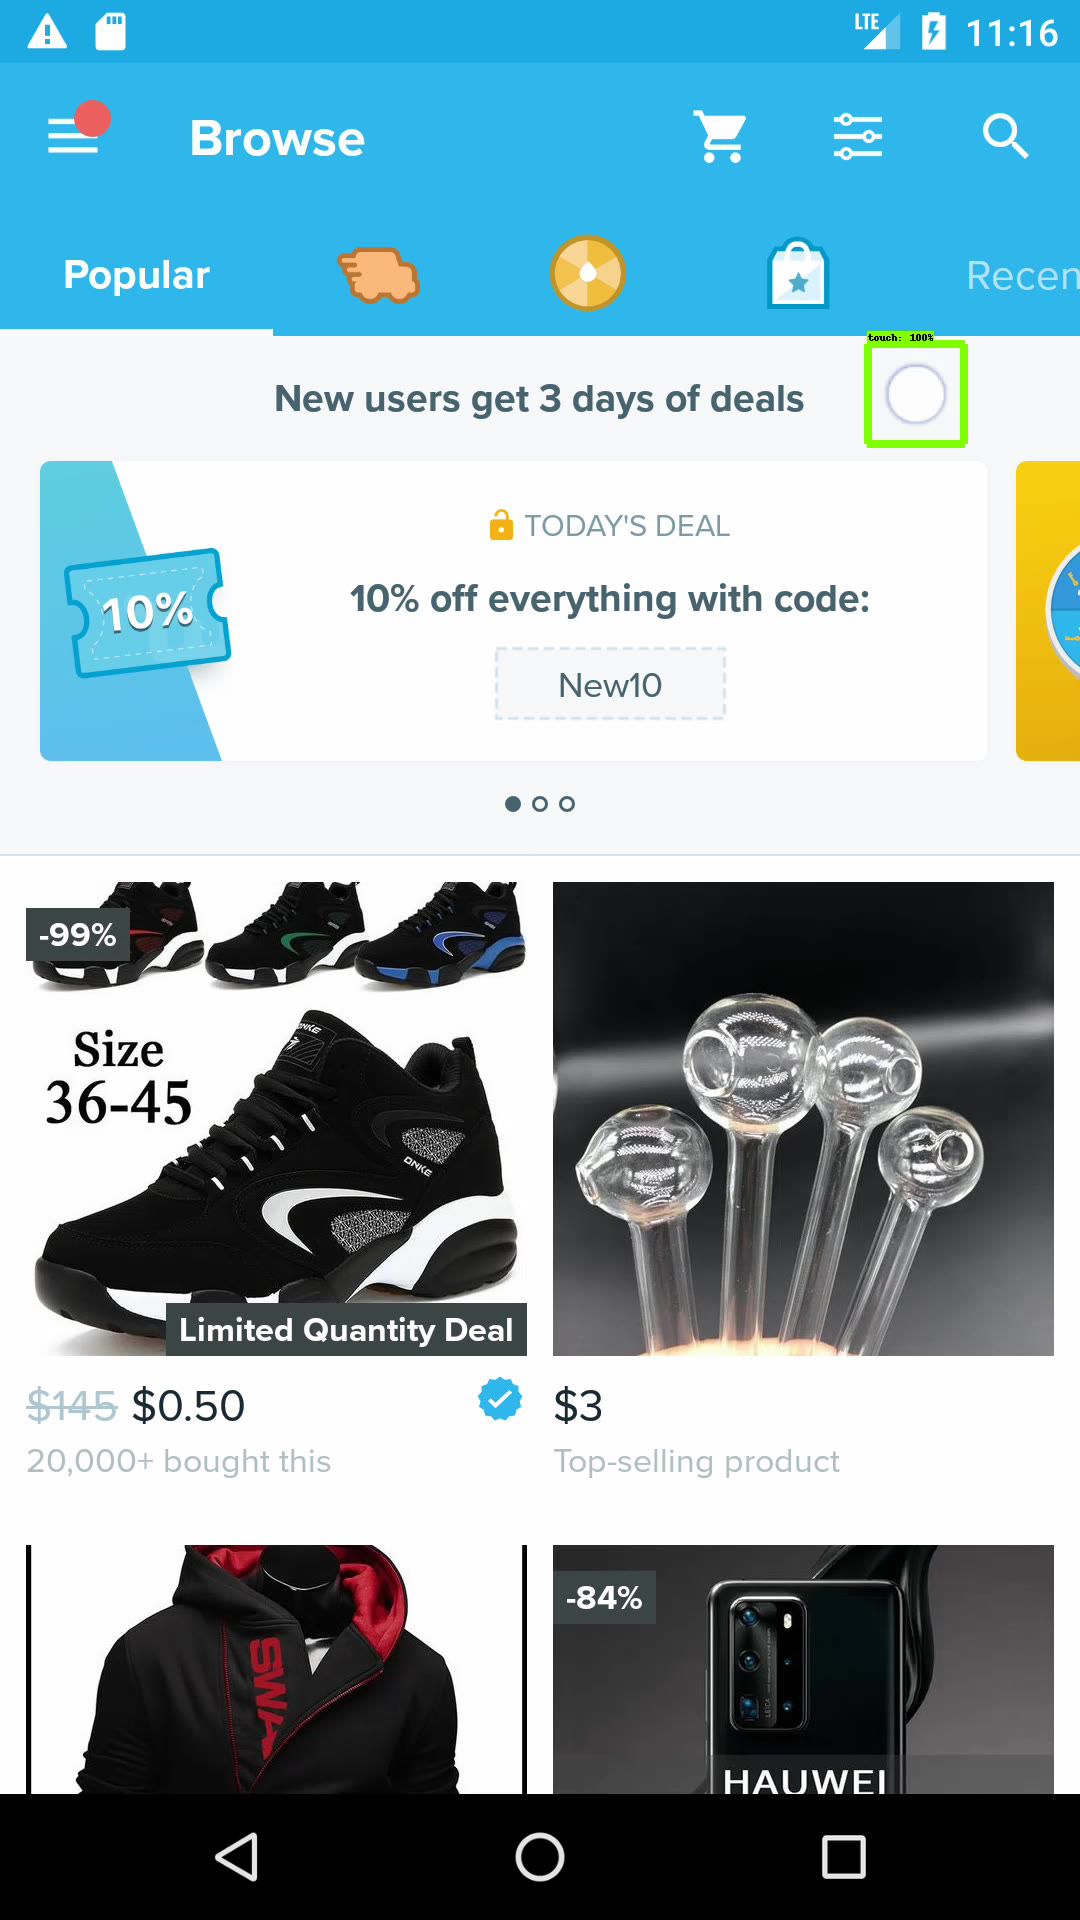 LTE 11:16
Browse
Popular
Recen
touch: 100%
New users get 3 days of deals
TODAY'S DEAL
10% off everything with code:
10%
New10
-99%
Size
36-45
ONKE
ONKE
Limited Quantity Deal
$145 $0.50
20,000+ bought this
$3
Top-selling product
SWA
-84%
LEICA
HAUWEI